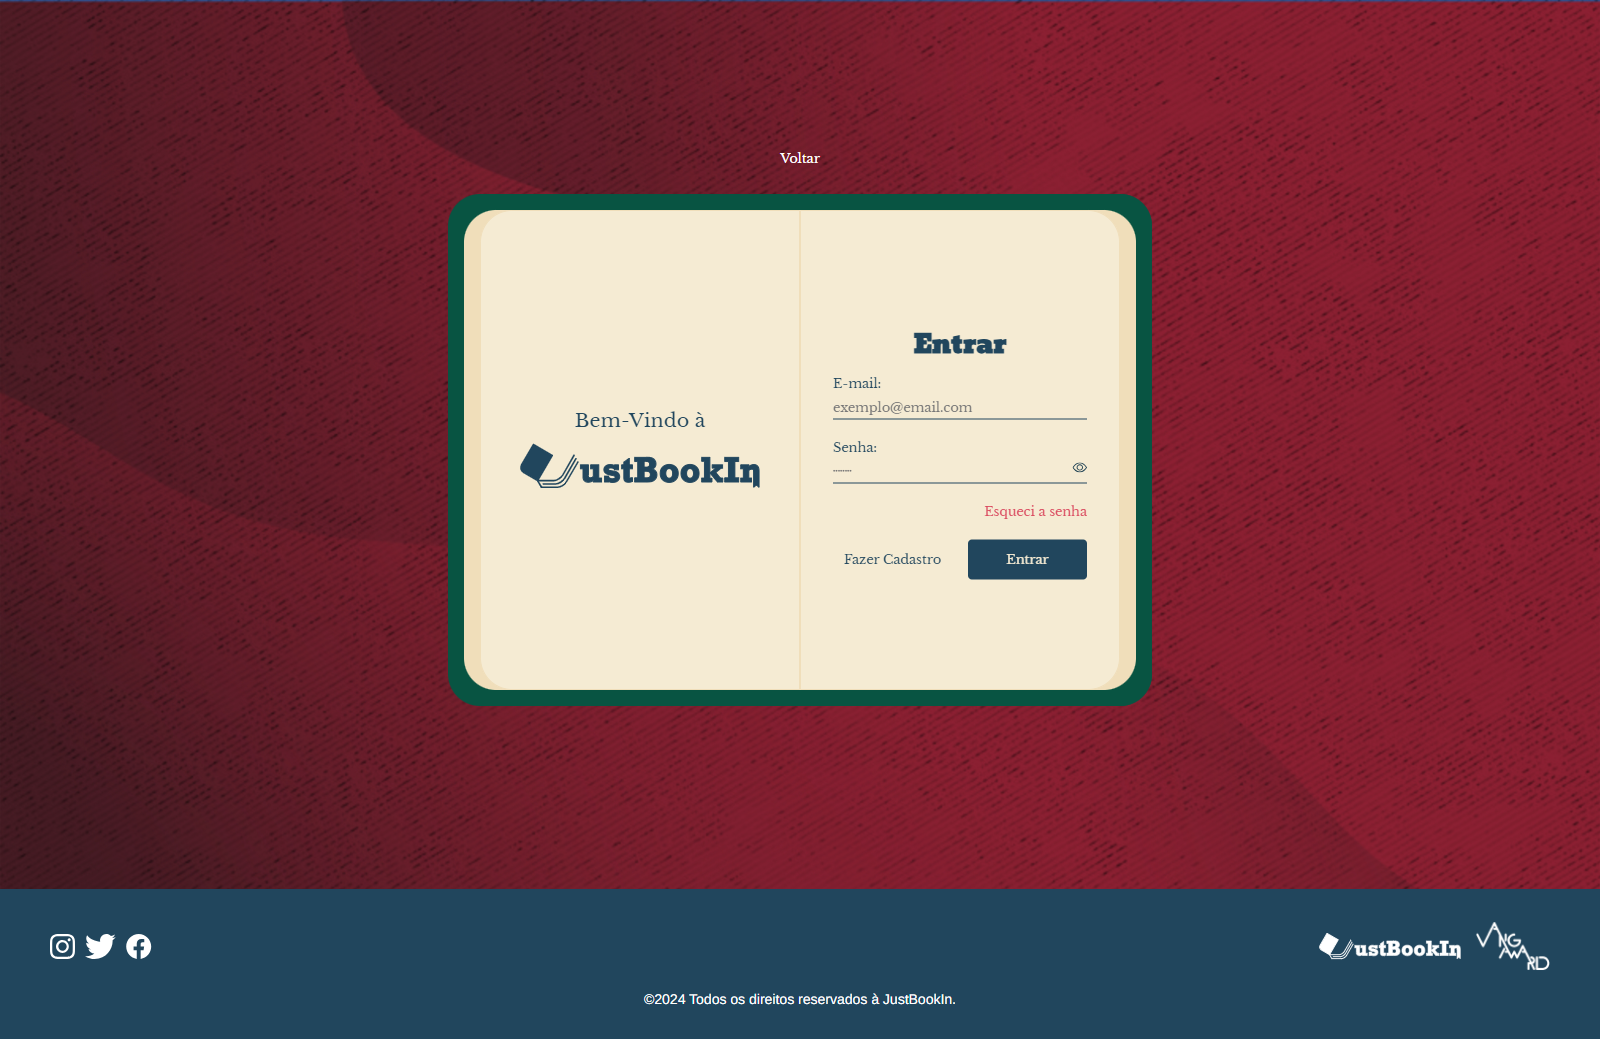 Voltar
Bem-Vindo à
JustBookIn
Entrar
E-mail:
exemplo@email.com
Senha:
Esqueci a senha
Fazer Cadastro
Entrar
JustBookIn
VANGAWARD
©2024 Todos os direitos reservados à JustBookIn.